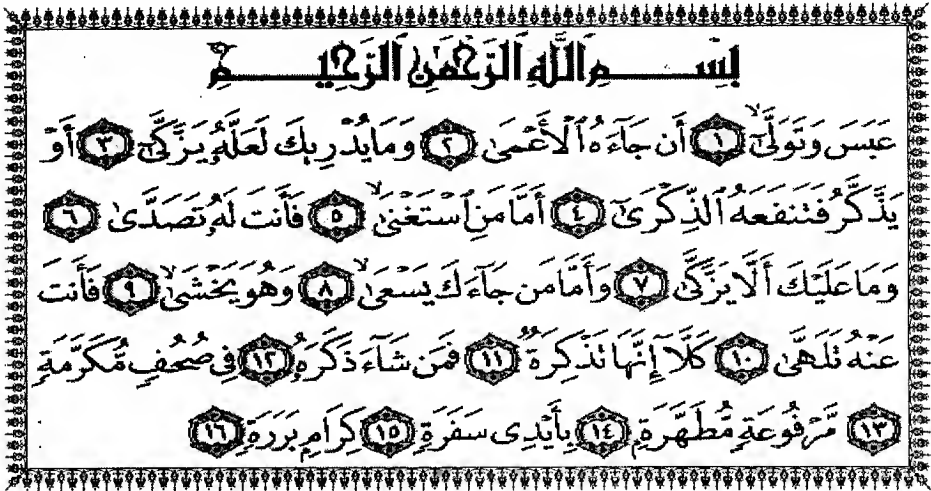 بِسْمِ ٱللَّهِ ٱلرَّحْمَٰنِ ٱلرَّحِيمِ
عَبَسَ وَتَوَلَّىٰٓ ۙ ١ أَن جَآءَهُ ٱلْأَعْمَىٰ ٢ وَمَا يُدْرِيكَ لَعَلَّهُۥ يَزَّكَّىٰٓ ٣ أَوْ
يَذَّكَّرُ فَتَنفَعَهُ ٱلذِّكْرَىٰٓ ٤ أَمَّا مَنِ ٱسْتَغْنَىٰ ۙ ٥ فَأَنتَ لَهُۥ تَصَدَّىٰ ٦
وَمَا عَلَيْكَ أَلَّا يَزَّكَّىٰ ٧ وَأَمَّا مَن جَآءَكَ يَسْعَىٰ ۙ ٨ وَهُوَ يَخْشَىٰ ۙ ٩ فَأَنتَ
عَنْهُ تَلَهَّىٰ ١٠ كَلَّآ إِنَّهَا تَذْكِرَةٌ ١١ فَمَن شَآءَ ذَكَرَهُۥ ١٢ فِى صُحُفٍ مُّكَرَّمَةٍ
١٣ مَّرْفُوعَةٍ مُّطَهَّرَةٍۭ ١٤ بِأَيْدِى سَفَرَةٍ ١٥ كِرَامٍۭ بَرَرَةٍ ١٦